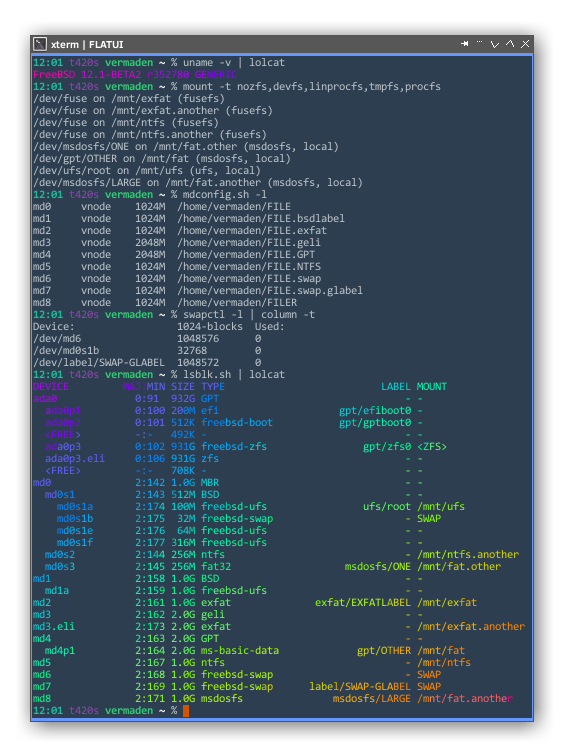 xterm | FLATUI
12:01 t420s vermaden ~ % uname -v | lolcat
FreeBSD 12.1-BETA2 r352780 GENERIC
12:01 t420s vermaden ~ % mount -t nozfs,devfs,linprocfs,tmpfs,procfs
/dev/fuse on /mnt/exfat (fusefs)
/dev/fuse on /mnt/exfat.another (fusefs)
/dev/fuse on /mnt/ntfs (fusefs)
/dev/fuse on /mnt/ntfs.another (fusefs)
/dev/msdosfs/ONE on /mnt/fat.other (msdosfs, local)
/dev/gpt/OTHER on /mnt/fat (msdosfs, local)
/dev/ufs/root on /mnt/ufs (ufs, local)
/dev/msdosfs/LARGE on /mnt/fat.another (msdosfs, local)
12:01 t420s vermaden ~ % mdconfig.sh -l
md0 vnode 1024M /home/vermaden/FILE
md1 vnode 1024M /home/vermaden/FILE.bsdlabel
md2 vnode 1024M /home/vermaden/FILE.exfat
md3 vnode 2048M /home/vermaden/FILE.geli
md4 vnode 2048M /home/vermaden/FILE.GPT
md5 vnode 1024M /home/vermaden/FILE.NTFS
md6 vnode 1024M /home/vermaden/FILE.swap
md7 vnode 1024M /home/vermaden/FILE.swap.glabel
md8 vnode 1024M /home/vermaden/FILER
12:01 t420s vermaden ~ % swapctl -l | column -t
Device: 1024-blocks Used:
/dev/md6 1048576 0
/dev/md0s1b 32768 0
/dev/label/SWAP-GLABEL 1048572 0
12:01 t420s vermaden ~ % lsblk.sh | lolcat
DEVICE MAJ:MIN SIZE TYPE LABEL MOUNT
ada0 0:91 932G GPT - -
ada0p1 0:100 200M efi gpt/efiboot0 -
ada0p2 0:101 512K freebsd-boot gpt/gptboot0 -
<FREE> -:- 492K - - -
ada0p3 0:102 931G freebsd-zfs gpt/zfs0 <ZFS>
ada0p3.eli 0:106 931G zfs - -
<FREE> -:- 708K - - -
md0 2:142 1.0G MBR - -
md0s1 2:143 512M BSD - -
md0s1a 2:174 100M freebsd-ufs ufs/root /mnt/ufs
md0s1b 2:175 32M freebsd-swap - SWAP
md0s1e 2:176 64M freebsd-ufs - -
md0s1f 2:177 316M freebsd-ufs - -
md0s2 2:144 256M ntfs - /mnt/ntfs.another
md0s3 2:145 256M fat32 msdosfs/ONE /mnt/fat.other
md1 2:158 1.0G BSD - -
md1a 2:159 1.0G freebsd-ufs - -
md2 2:161 1.0G exfat exfat/EXFATLABEL /mnt/exfat
md3 2:162 2.0G geli - -
md3.eli 2:173 2.0G exfat - /mnt/exfat.another
md4 2:163 2.0G GPT - -
md4p1 2:164 2.0G ms-basic-data gpt/OTHER /mnt/fat
md5 2:167 1.0G ntfs - /mnt/ntfs
md6 2:168 1.0G freebsd-swap - SWAP
md7 2:169 1.0G freebsd-swap label/SWAP-GLABEL SWAP
md8 2:171 1.0G msdosfs msdosfs/LARGE /mnt/fat.another
12:01 t420s vermaden ~ %